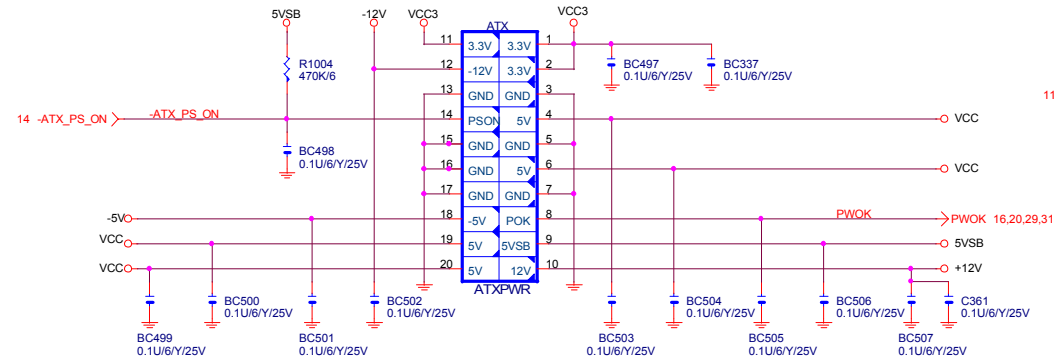 5VSB
-12V
VCC3
VCC3
ATX
R1004
470K/6
11
3.3V
3.3V
1
BC497
0.1U/6/Y/25V
BC337
0.1U/6/Y/25V
12
-12V
3.3V
2
13
GND
GND
3
11
14 -ATX_PS_ON
-ATX_PS_ON
14
PSON
5V
4
VCC
BC498
0.1U/6/Y/25V
15
GND
GND
5
16
GND
5V
6
VCC
17
GND
GND
7
-5V
18
-5V
POK
8
PWOK
PWOK 16,20,29,31
VCC
19
5V
5VSB
9
5VSB
VCC
20
5V
12V
10
+12V
ATXPWR
BC500
0.1U/6/Y/25V
BC502
0.1U/6/Y/25V
BC504
0.1U/6/Y/25V
BC506
0.1U/6/Y/25V
C361
0.1U/6/Y/25V
BC499
0.1U/6/Y/25V
BC501
0.1U/6/Y/25V
BC503
0.1U/6/Y/25V
BC505
0.1U/6/Y/25V
BC507
0.1U/6/Y/25V